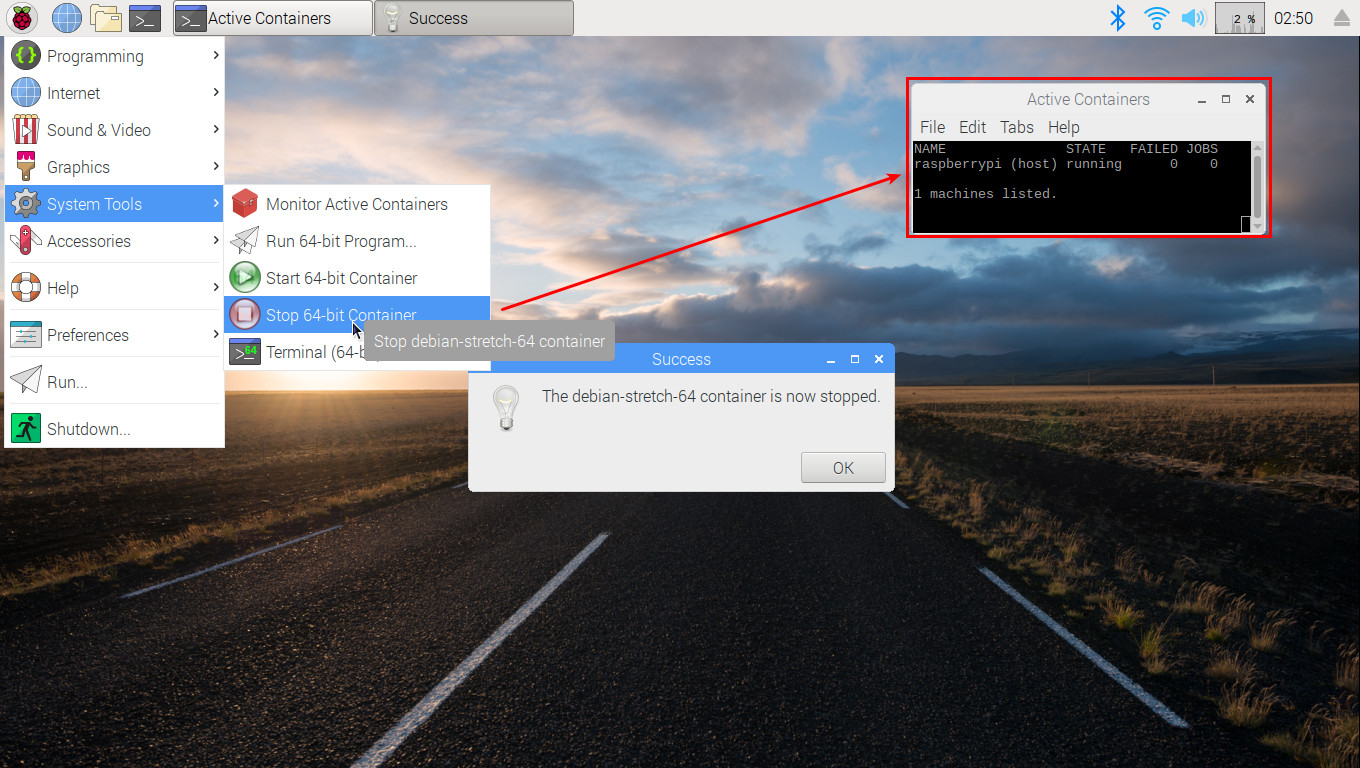 Active Containers
Success
2 %
02:50
Programming
Internet
Sound & Video
Graphics
System Tools
Accessories
Help
Preferences
Run...
Shutdown...
Monitor Active Containers
Run 64-bit Program...
Start 64-bit Container
Stop 64-bit Container
64
Terminal (64-b
Stop debian-stretch-64 container
Active Containers
File Edit Tabs Help
NAME STATE FAILED JOBS
raspberrypi (host) running 0 0
1 machines listed.
Success
The debian-stretch-64 container is now stopped.
OK